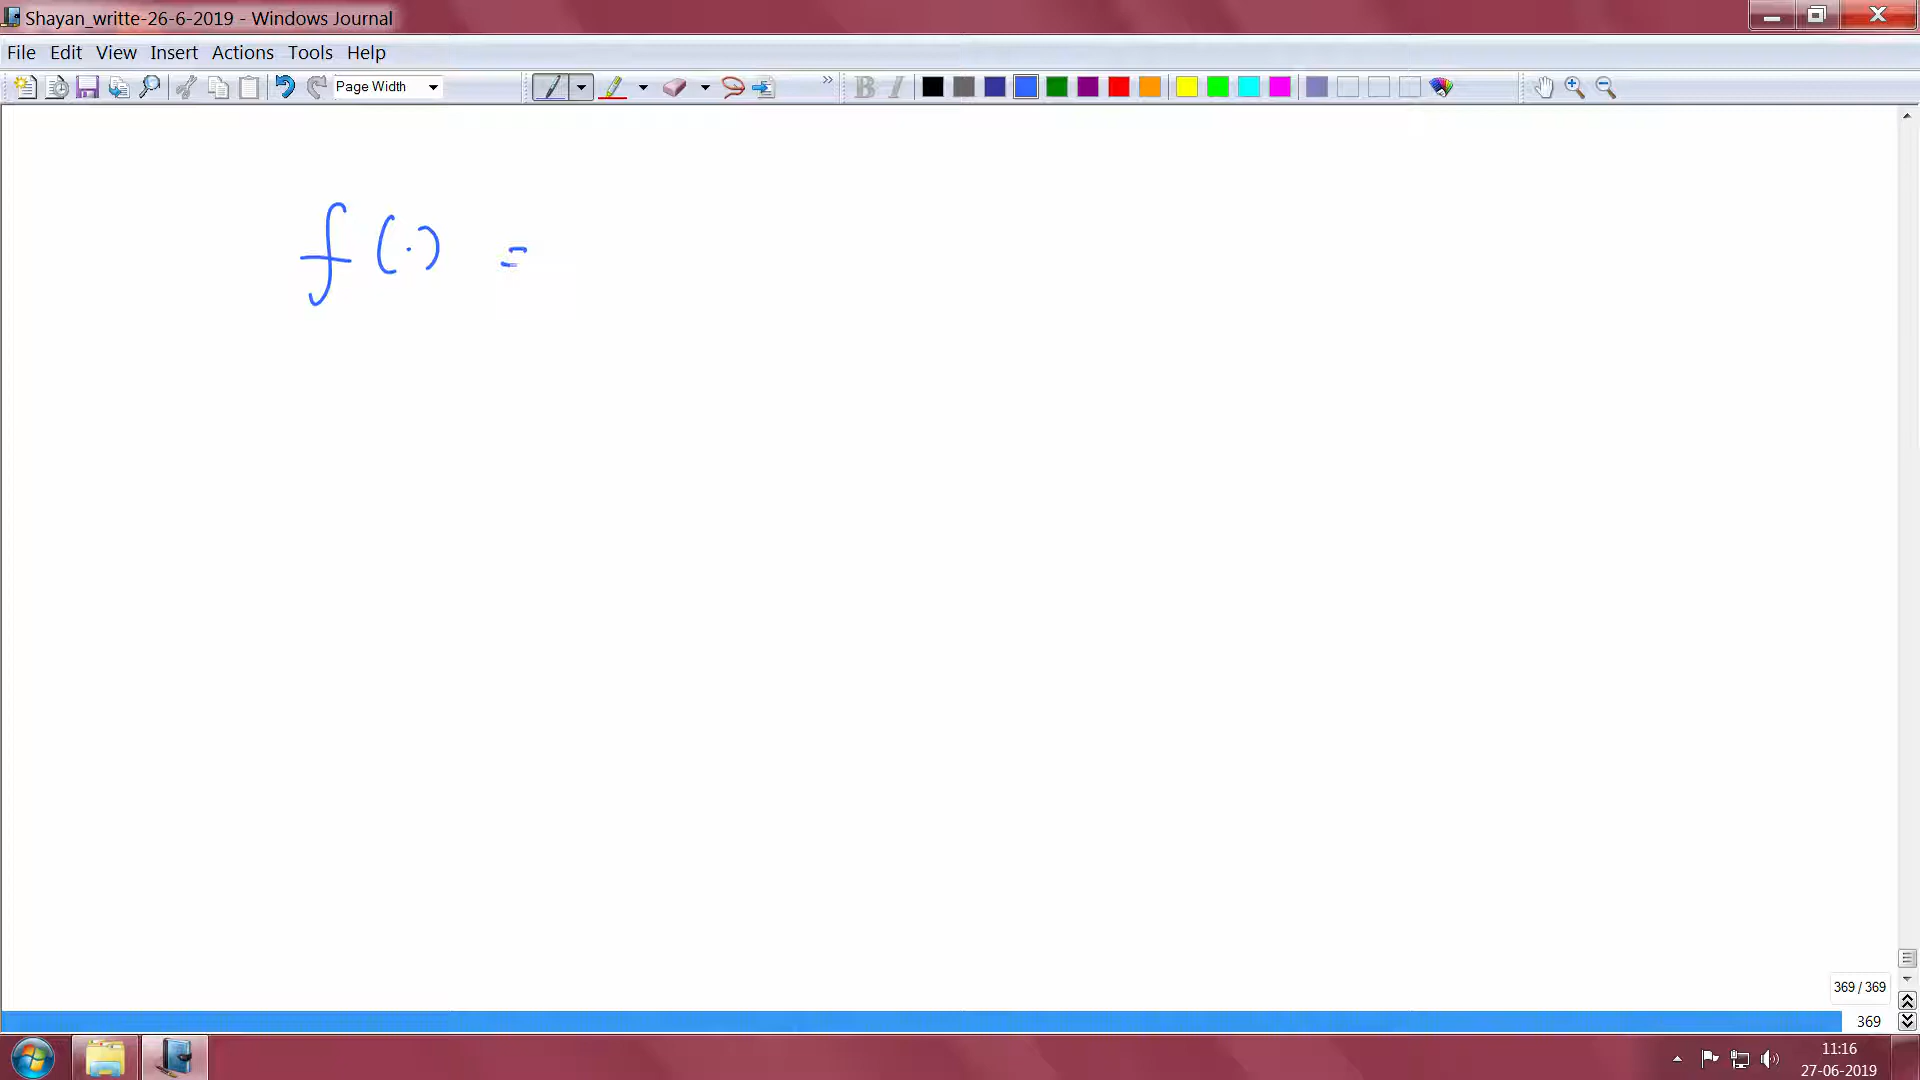 Shayan_writte-26-6-2019 - Windows Journal
File Edit View Insert Actions Tools Help
Page Width
f(·) =
369 / 369
369
11:16
27-06-2019